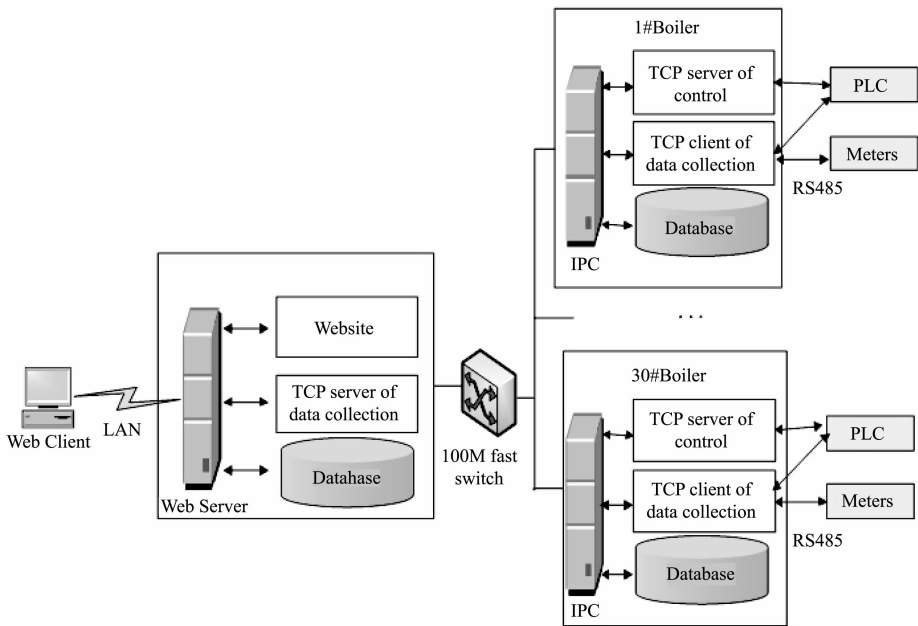 Web Client
LAN
Website
TCP server of
data collection
Datahase
Web Server
100M fast
switch
1#Boiler
TCP server of
control
TCP client of
data collection
Database
IPC
PLC
Meters
RS485
...
30#Boiler
TCP server of
control
TCP client of
data collection
Database
IPC
PLC
Meters
RS485